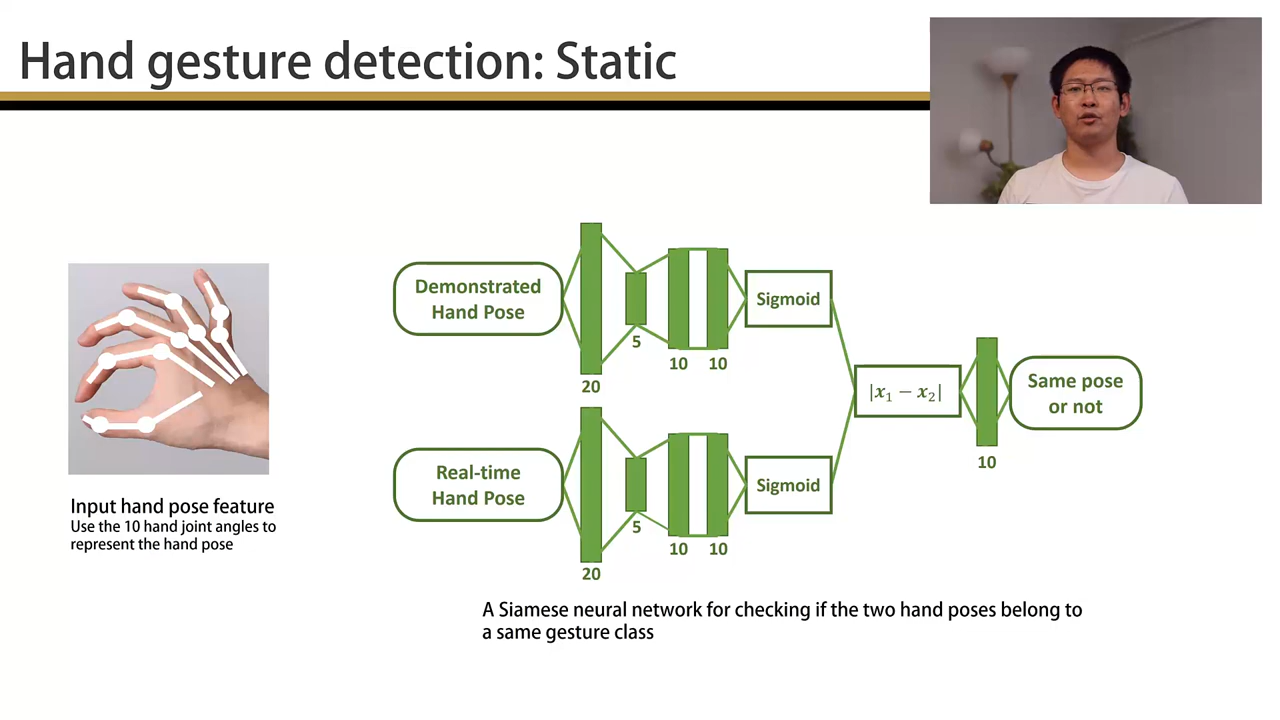 Hand gesture detection: Static
Input hand pose feature
Use the 10 hand joint angles to
represent the hand pose
Demonstrated
Hand Pose
20
5
10
10
Sigmoid
Real-time
Hand Pose
20
5
10
10
Sigmoid
|x₁ − x₂|
10
Same pose
or not
A Siamese neural network for checking if the two hand poses belong to
a same gesture class